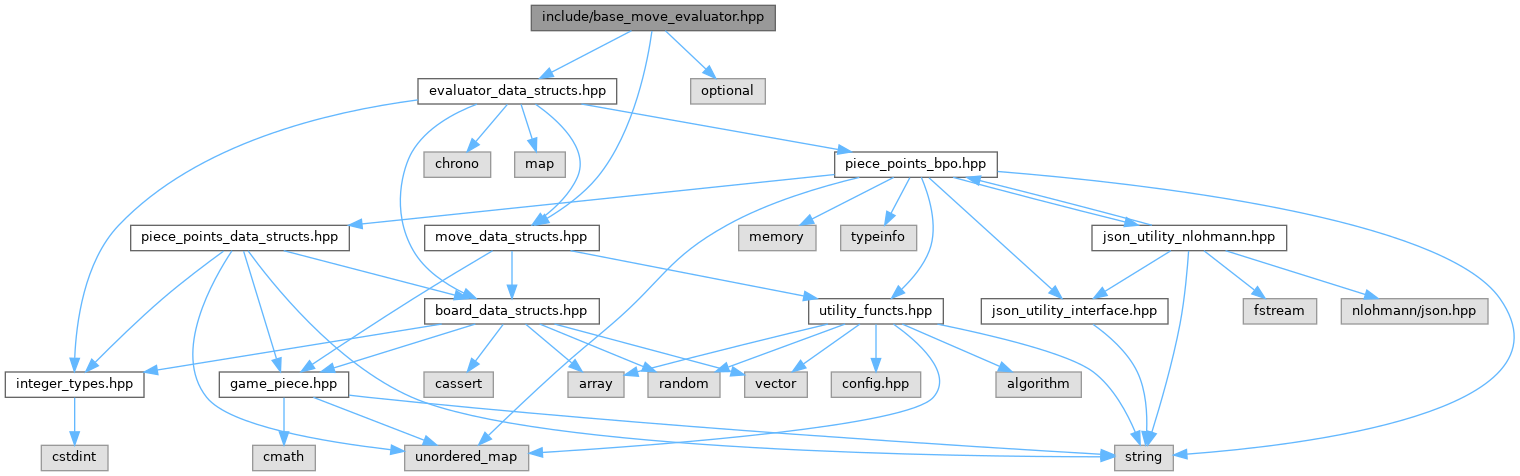 include/base_move_evaluator.hpp
evaluator_data_structs.hpp
optional
chrono
map
piece_points_bpo.hpp
piece_points_data_structs.hpp
move_data_structs.hpp
memory
typeinfo
json_utility_nlohmann.hpp
board_data_structs.hpp
utility_functs.hpp
json_utility_interface.hpp
fstream
nlohmann/json.hpp
integer_types.hpp
game_piece.hpp
cassert
array
random
vector
config.hpp
algorithm
cstdint
cmath
unordered_map
string